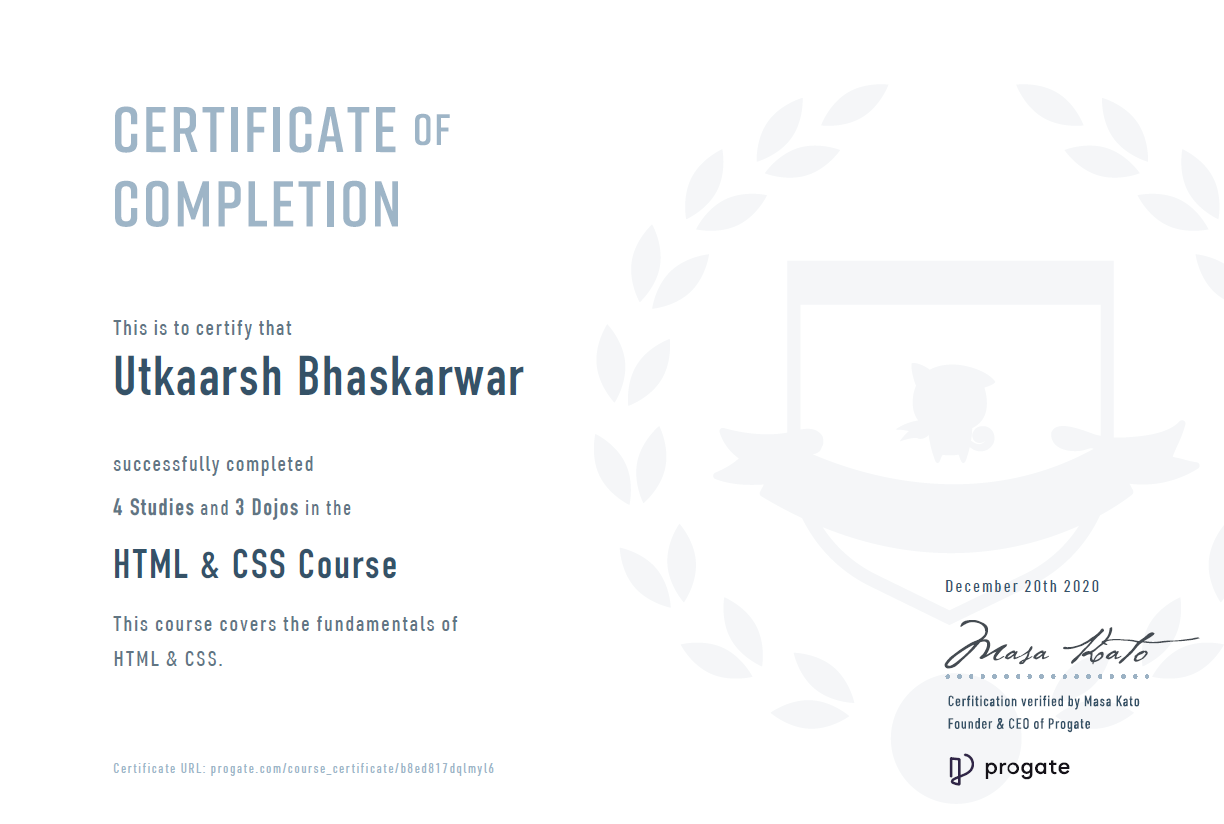 CERTIFICATE OF
COMPLETION
This is to certify that
Utkaarsh Bhaskarwar
successfully completed
4 Studies and 3 Dojos in the
HTML & CSS Course
This course covers the fundamentals of
HTML & CSS.
December 20th 2020
Masa Kato
Cerfitication verified by Masa Kato
Founder & CEO of Progate
progate
Certificate URL: progate.com/course_certificate/b8ed817dqlmyl6